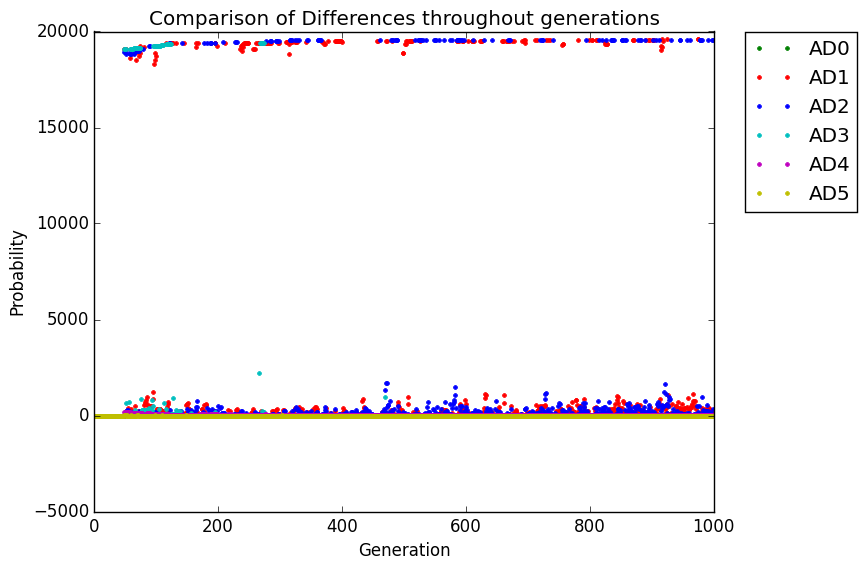 Comparison of Differences throughout generations
20000
15000
10000
5000
0
−5000
Probability
0 200 400 600 800 1000
Generation
AD0
AD1
AD2
AD3
AD4
AD5